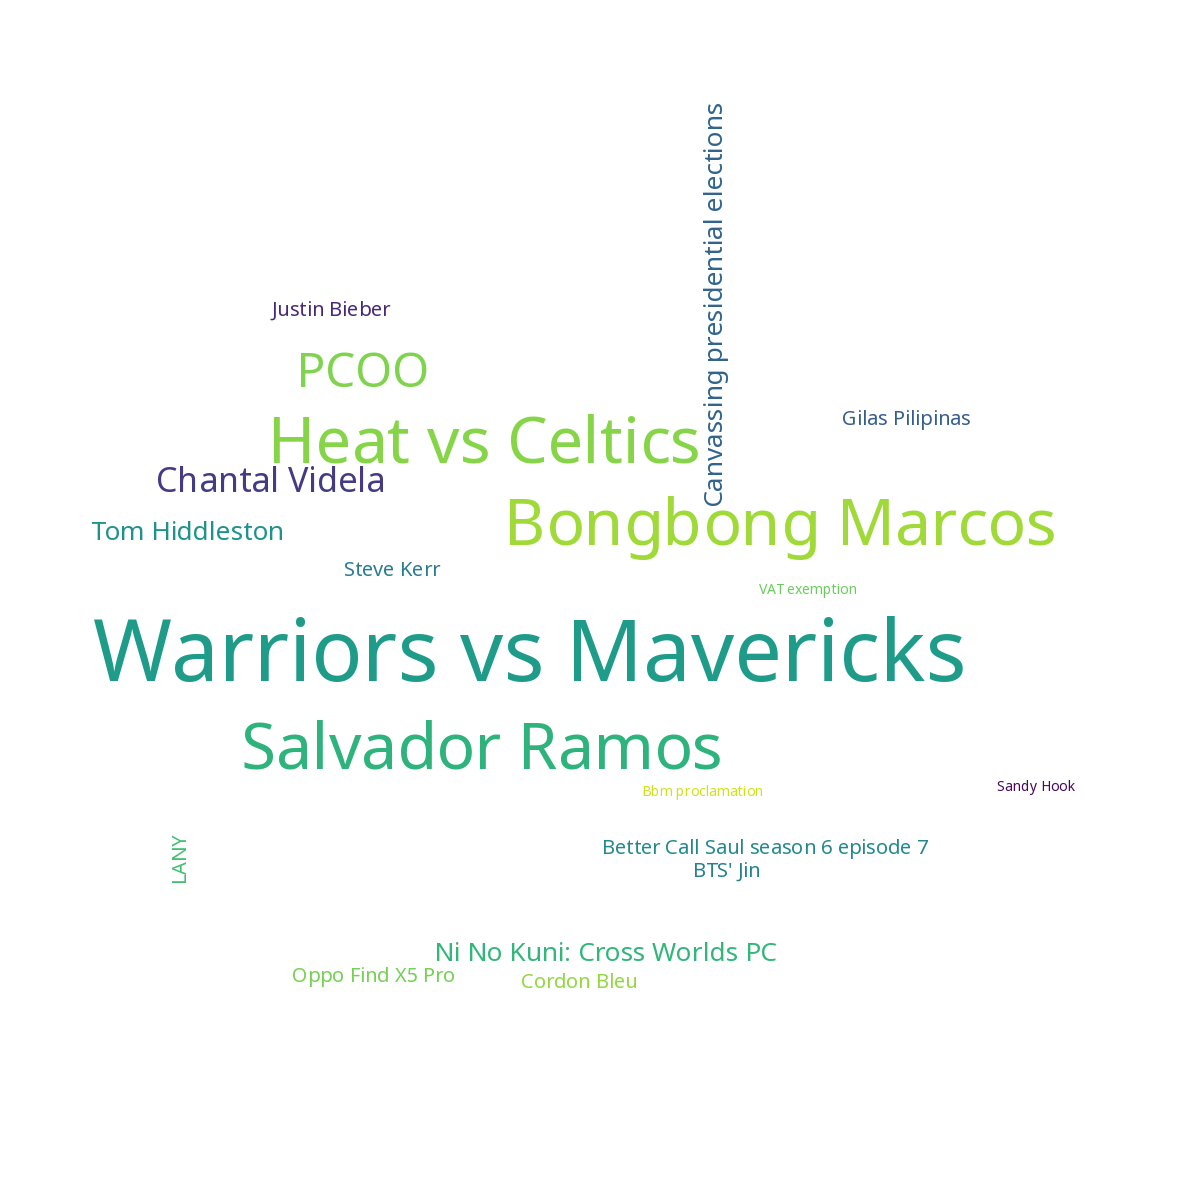 Canvassing presidential elections
Justin Bieber
PCOO
Gilas Pilipinas
Heat vs Celtics
Chantal Videla
Bongbong Marcos
Tom Hiddleston
Steve Kerr
VAT exemption
Warriors vs Mavericks
Salvador Ramos
Sandy Hook
Bbm proclamation
LANY
Better Call Saul season 6 episode 7
BTS' Jin
Ni No Kuni: Cross Worlds PC
Oppo Find X5 Pro
Cordon Bleu